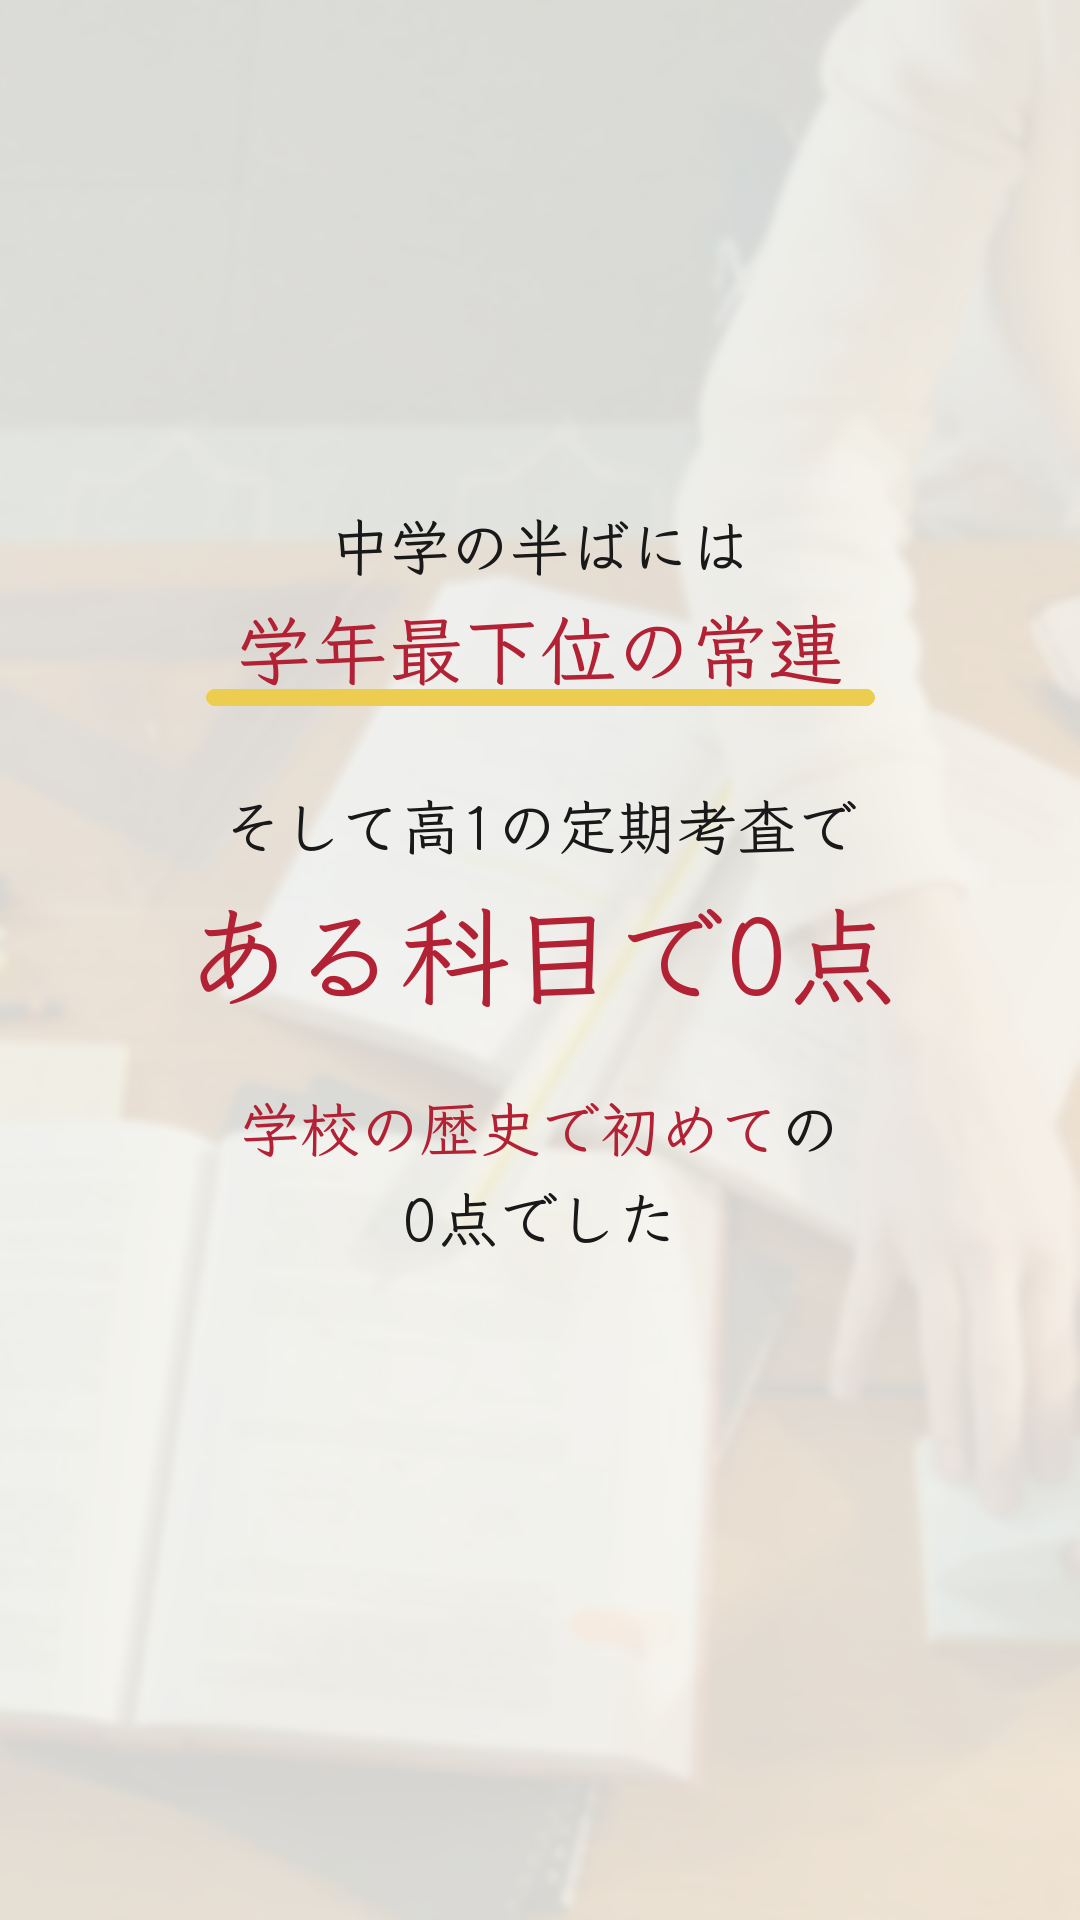 中学の半ばには
学年最下位の常連
そして高1の定期考査で
ある科目で0点
学校の歴史で初めての
0点でした